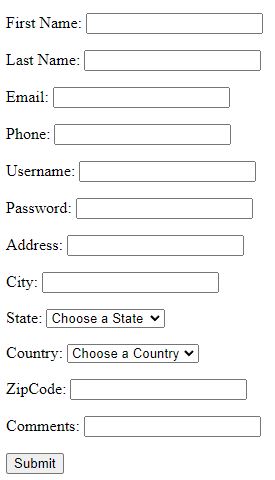 First Name:
Last Name:
Email:
Phone:
Username:
Password:
Address:
City:
State: Choose a State
Country: Choose a Country
ZipCode:
Comments:
Submit